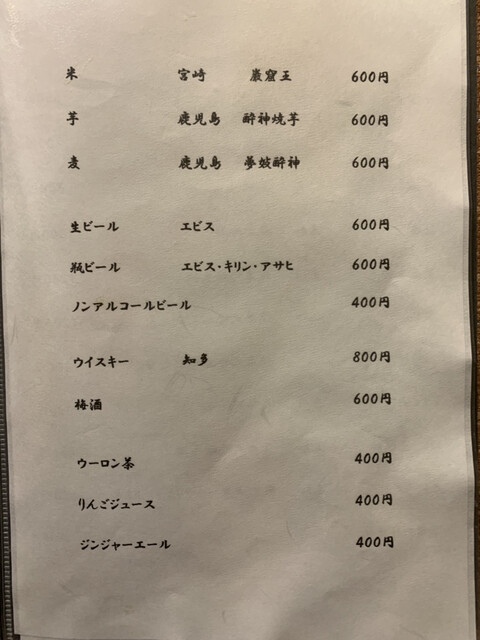 米 宮崎 巌窟王 600円
芋 鹿児島 酔神焼芋 600円
麦 鹿児島 夢妓酔神 600円
生ビール エビス 600円
瓶ビール エビス・キリン・アサヒ 600円
ノンアルコールビール 400円
ウイスキー 知多 800円
梅酒 600円
ウーロン茶 400円
りんごジュース 400円
ジンジャーエール 400円